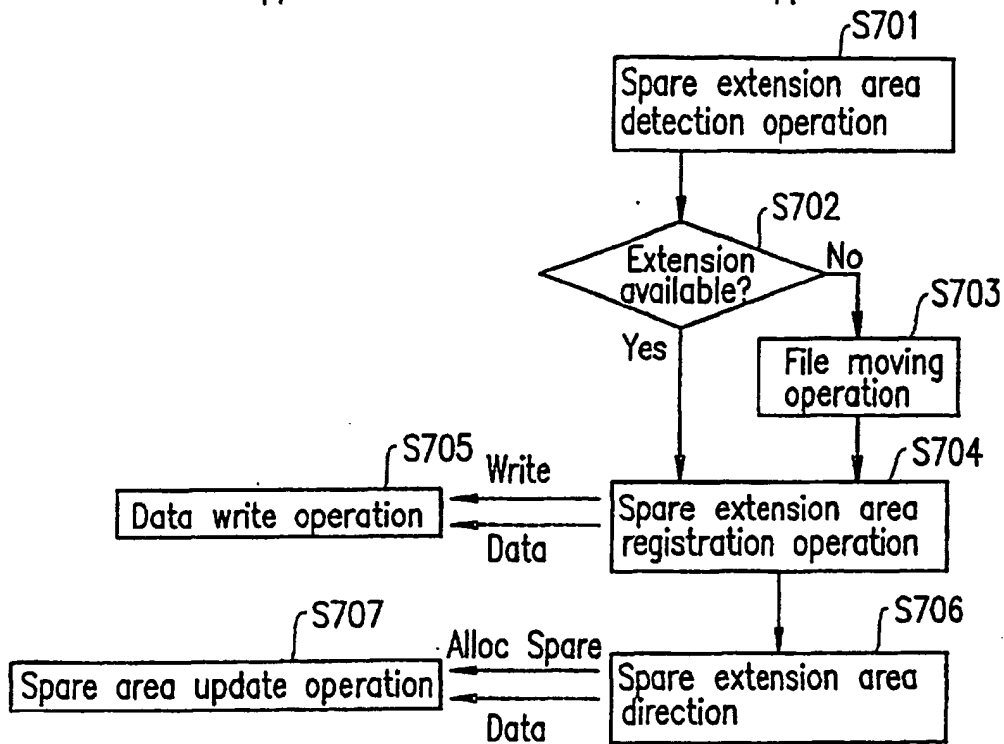 S701
Spare extension area
detection operation
S702
Extension
available?
No
Yes
S703
File moving
operation
S704
Spare extension area
registration operation
S705
Data write operation
Write
Data
S706
Spare extension area
direction
S707
Spare area update operation
Alloc Spare
Data